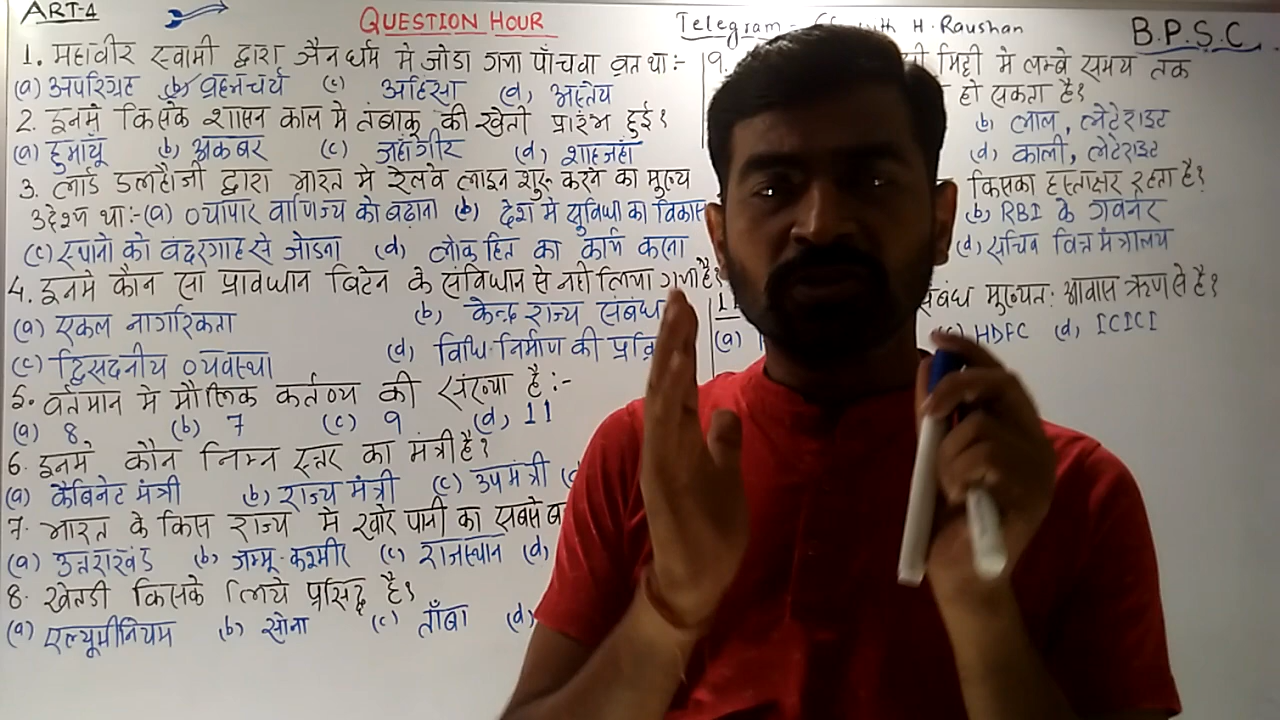 ART-4
QUESTION HOUR
Telegram - with H. Raushan
B.P.S.C
1. महावीर स्वामी द्वारा जैन धर्म मे जोडा गया पाँचवा व्रत था:-
(a) अपरिग्रह (b) ब्रह्मचर्य (c) अहिंसा (d) अस्तेय
2. इनमे किसके शासन काल मे तंबाकू की खेती प्रारंभ हुई?
(a) हुमायूं (b) अकबर (c) जहाँगीर (d) शाहजहाँ
3. लार्ड डलहौजी द्वारा भारत मे रेलवे लाइन शुरू करने का मुख्य
उद्देश्य था:- (a) व्यापार वाणिज्य को बढ़ाना (b) देश मे सुविधा का विकास
(c) स्थानो को बंदरगाह से जोडना (d) लोक हित का कार्य करना
4. इनमे कौन सा प्रावधान ब्रिटेन के संविधान से नही लिया गया है?
(a) एकल नागरिकता (b) केन्द्र राज्य संबंध
(c) द्विसदनीय व्यवस्था (d) विधि निर्माण की
5. वर्तमान मे मौलिक कर्तव्य की संख्या है:-
(a) 8 (b) 7 (c) 9 (d) 11
6. इनमे कौन निम्न स्तर का मंत्री है?
(a) कैबिनेट मंत्री (b) राज्य मंत्री (c) उपमंत्री
7. भारत के किस राज्य मे खारे पानी का सबसे
(a) उत्तराखंड (b) जम्मू-कश्मीर (c) राजस्थान (d)
8. खेतडी किसके लिये प्रसिद्ध है?
(a) एल्यूमीनियम (b) सोना (c) ताँबा (d)
9. मिट्टी मे लम्बे समय तक
हो सकता है?
(b) लाल, लेटेराइट
(d) काली, लेटेराइट
किसका हस्ताक्षर रहता है?
(b) RBI के गवर्नर
(d) सचिव वित्त मंत्रालय
संबंध मुख्यत: आवास ऋण से है?
(a) (c) HDFC (d) ICICI